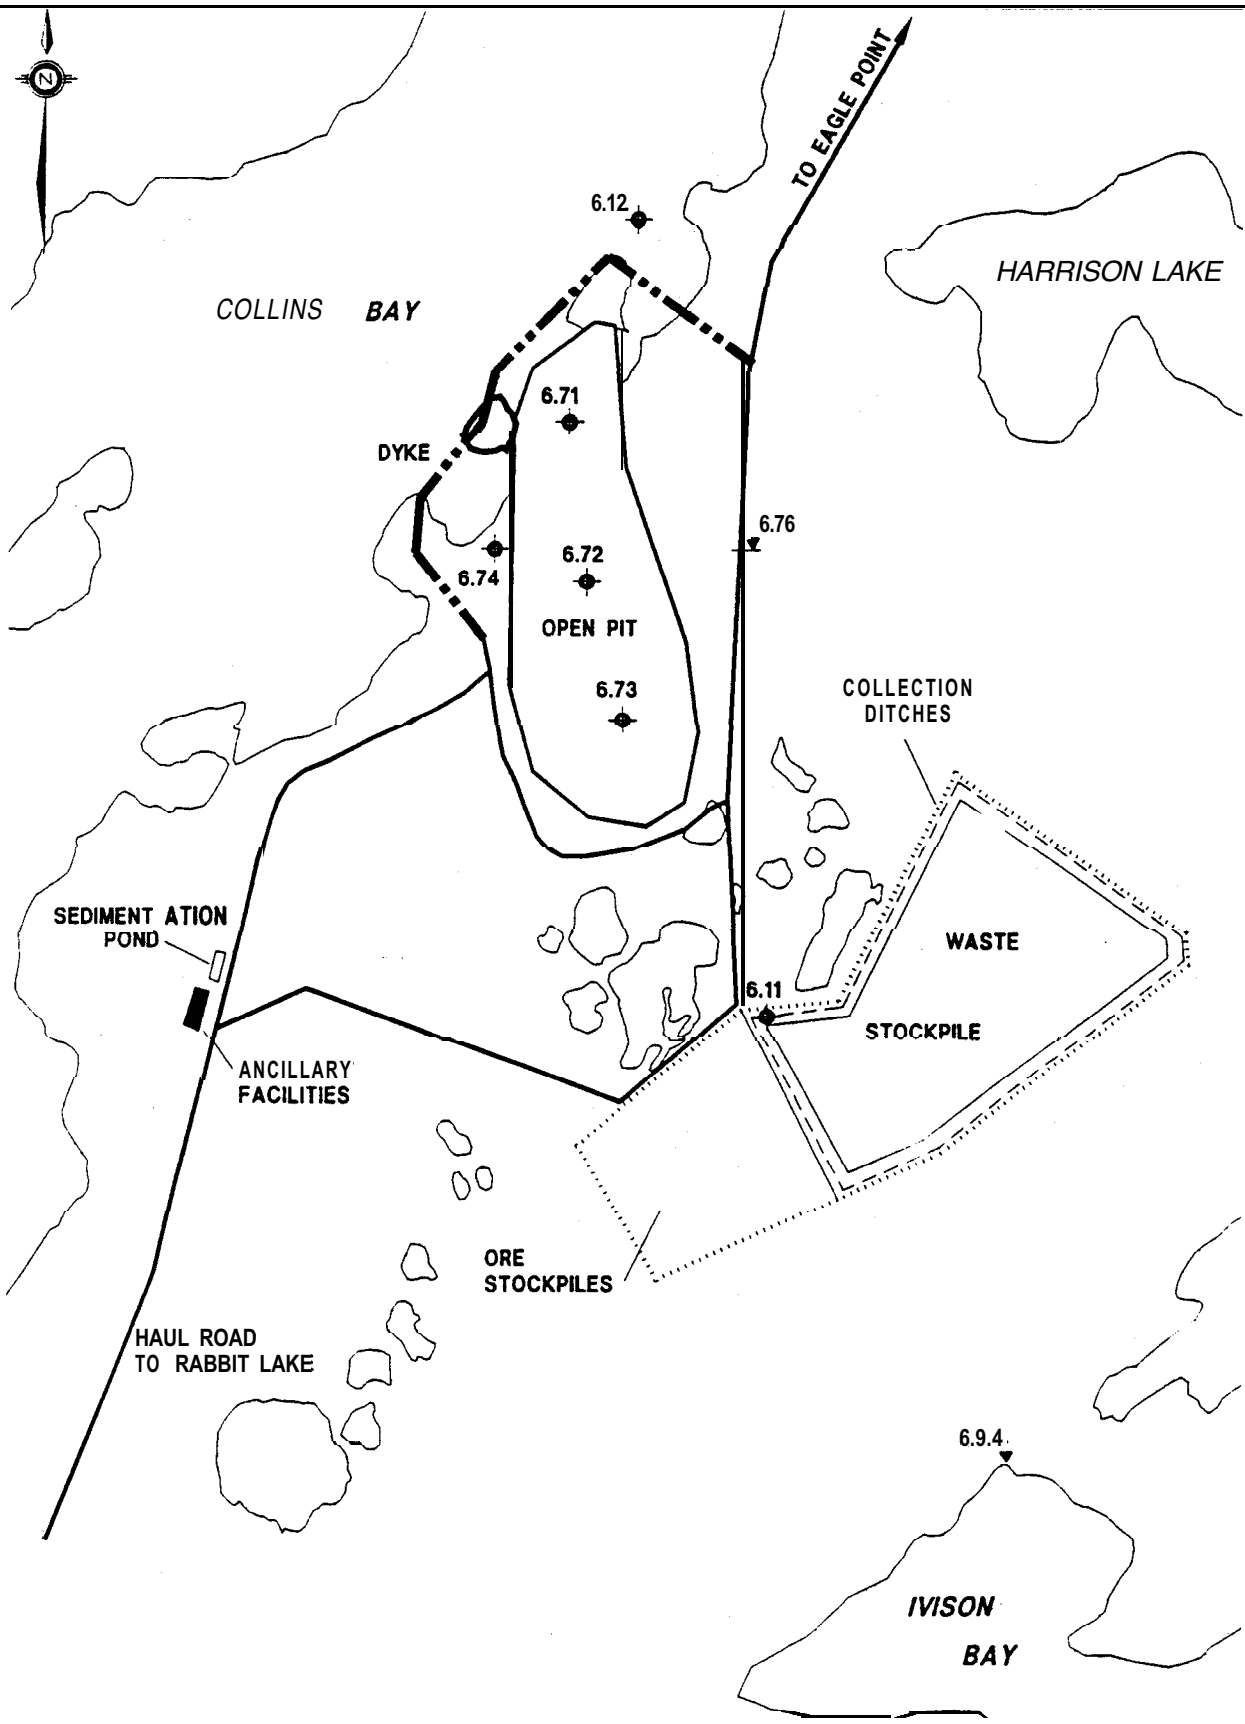 N
TO EAGLE POINT
6.12
HARRISON LAKE
COLLINS BAY
6.71
DYKE
6.76
6.72
6.74
OPEN PIT
6.73
COLLECTION
DITCHES
SEDIMENT ATION
POND
WASTE
6.11
STOCKPILE
ANCILLARY
FACILITIES
ORE
STOCKPILES
HAUL ROAD
TO RABBIT LAKE
6.9.4
IVISON
BAY